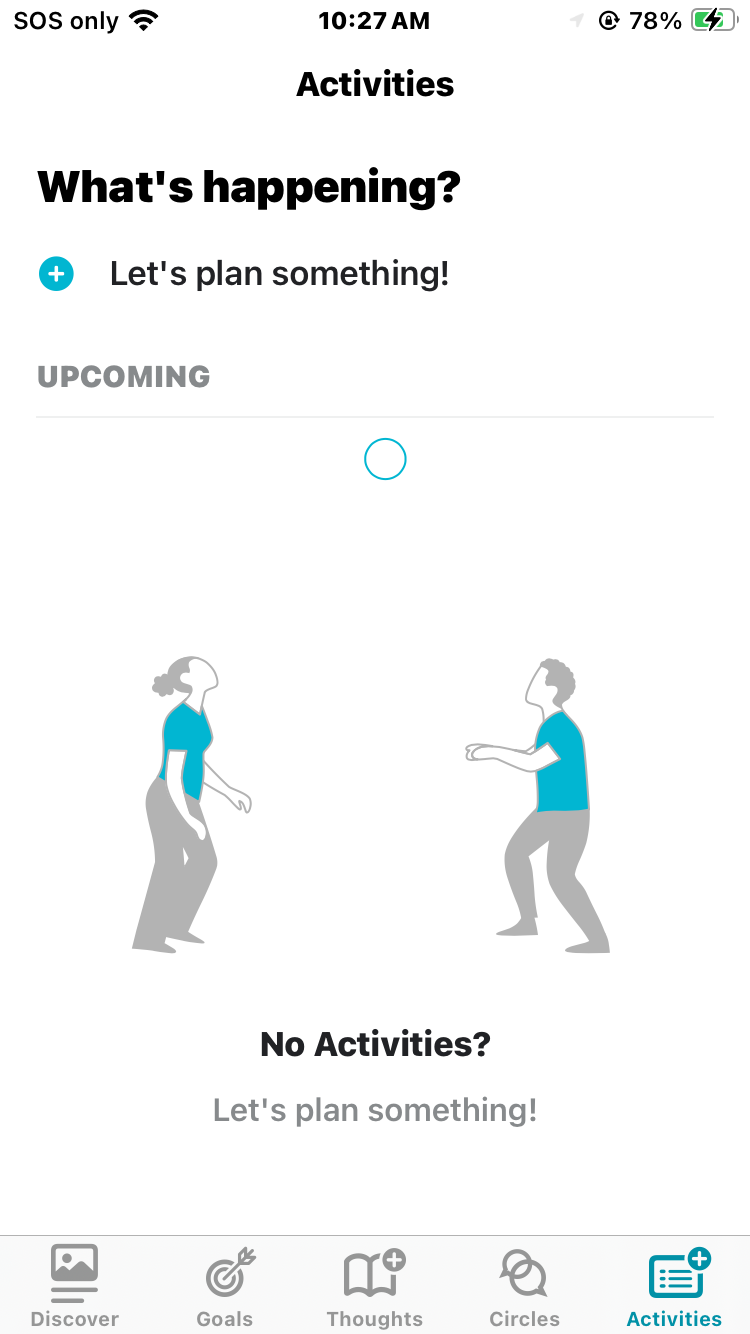 SOS only 10:27 AM 78%
Activities
What's happening?
Let's plan something!
UPCOMING
No Activities?
Let's plan something!
Discover Goals Thoughts Circles Activities